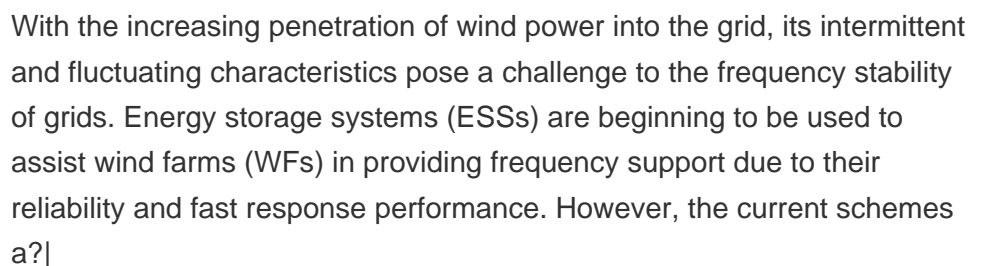 With the increasing penetration of wind power into the grid, its intermittent
and fluctuating characteristics pose a challenge to the frequency stability
of grids. Energy storage systems (ESSs) are beginning to be used to
assist wind farms (WFs) in providing frequency support due to their
reliability and fast response performance. However, the current schemes
a?|